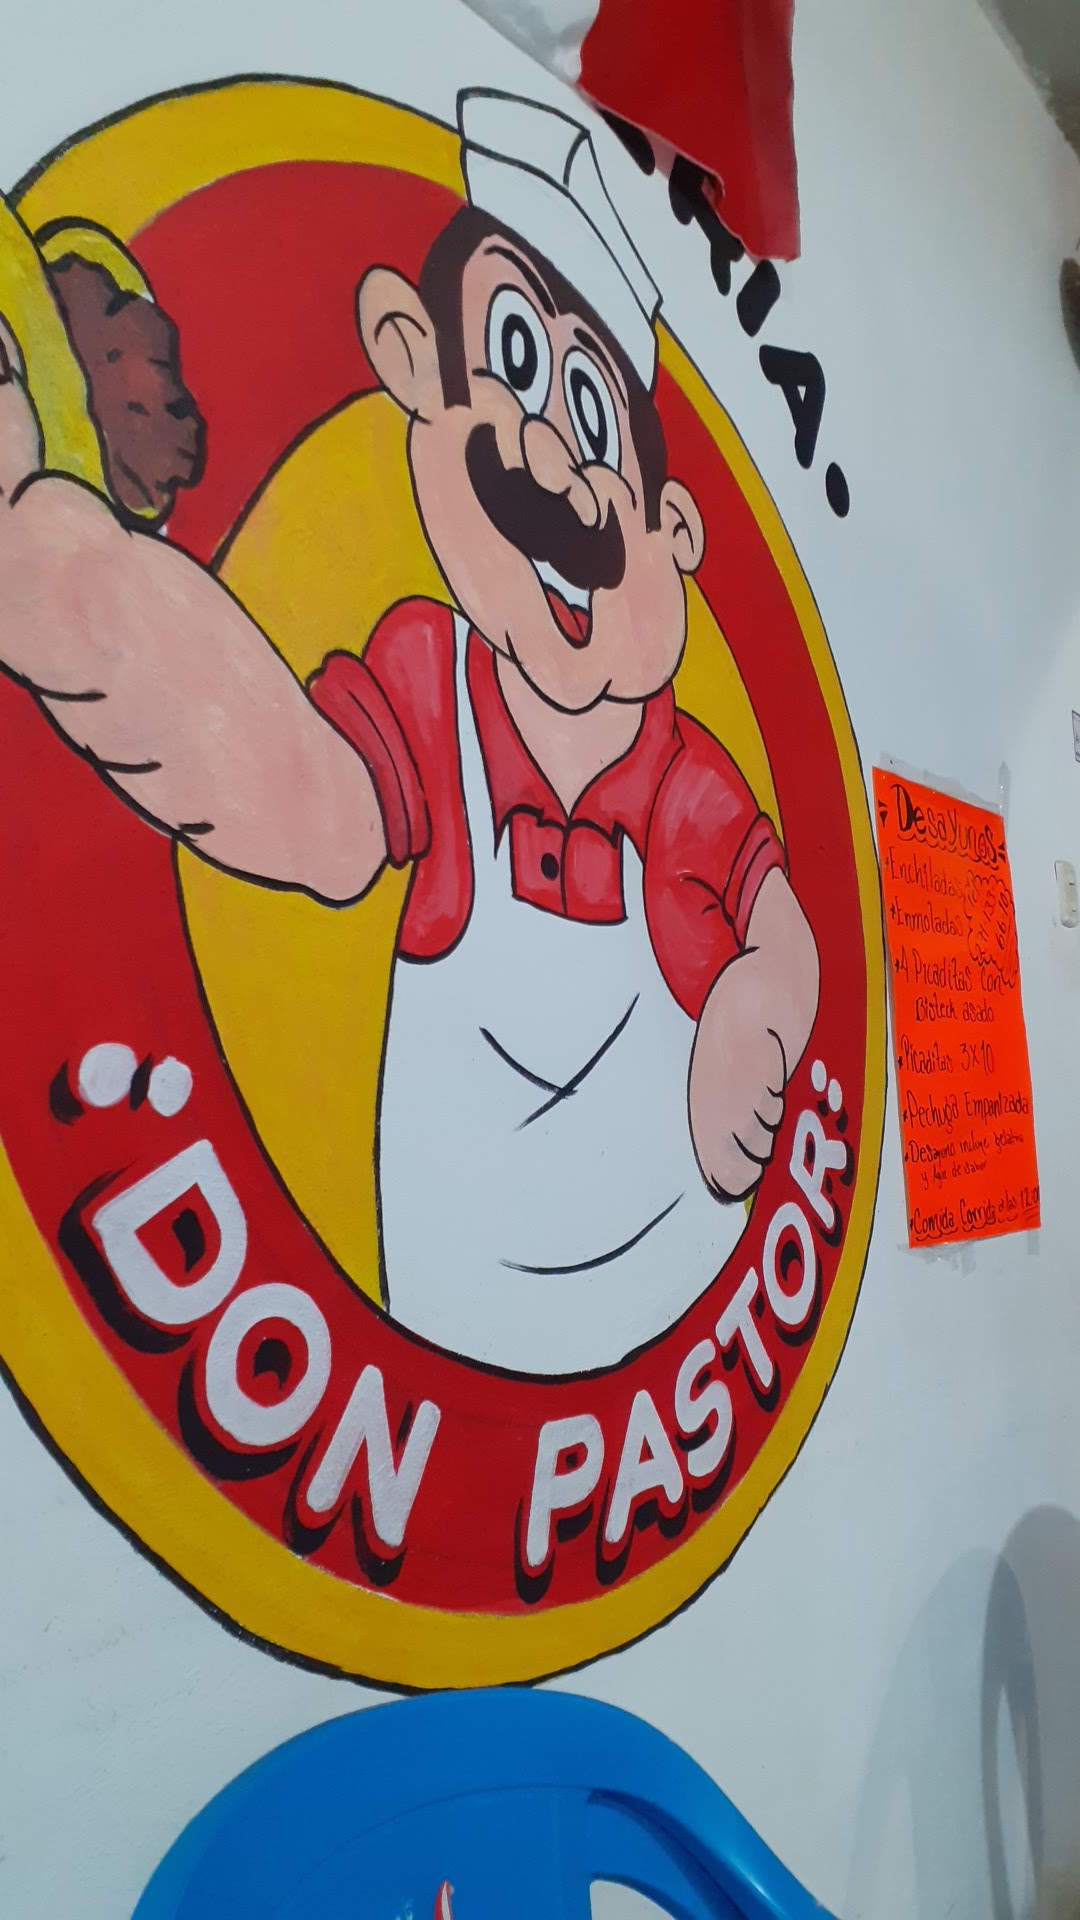 "DON PASTOR"
Desayunos
*Enchiladas
*Enmoladas
*4 Picaditas con
Bisteck asado
*Picaditas 3x10
*Pechuga Empanizada
*Desayuno incluye gelatina
y Agua de sabor
*Comida Corrida a las 12:00